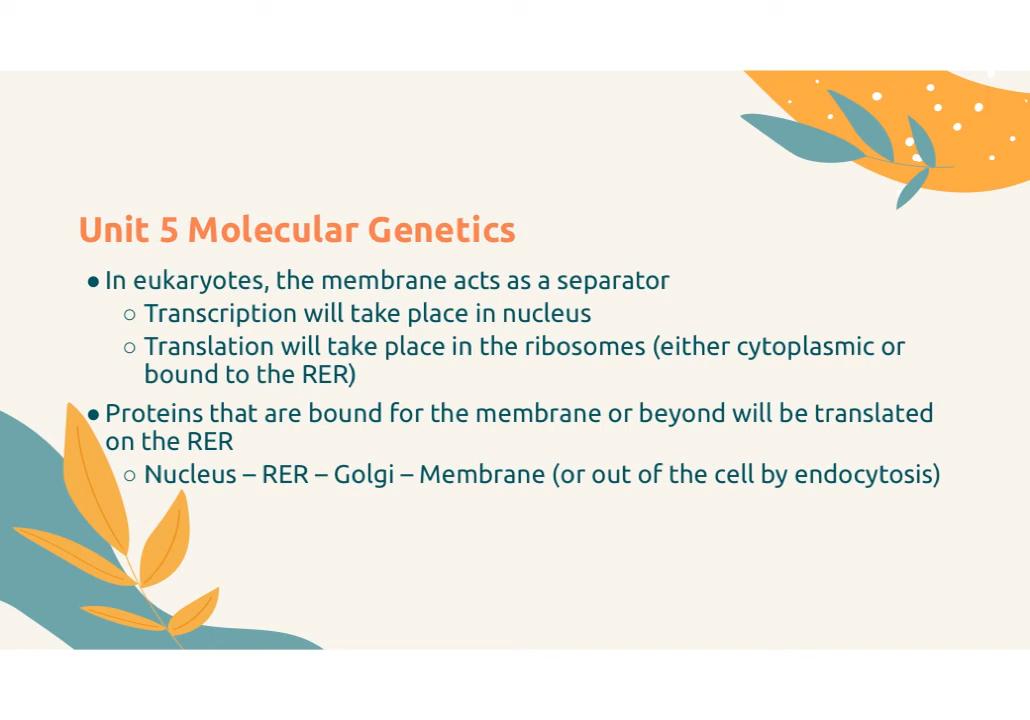 Unit 5 Molecular Genetics
● In eukaryotes, the membrane acts as a separator
○ Transcription will take place in nucleus
○ Translation will take place in the ribosomes (either cytoplasmic or
bound to the RER)
● Proteins that are bound for the membrane or beyond will be translated
on the RER
○ Nucleus – RER – Golgi – Membrane (or out of the cell by endocytosis)